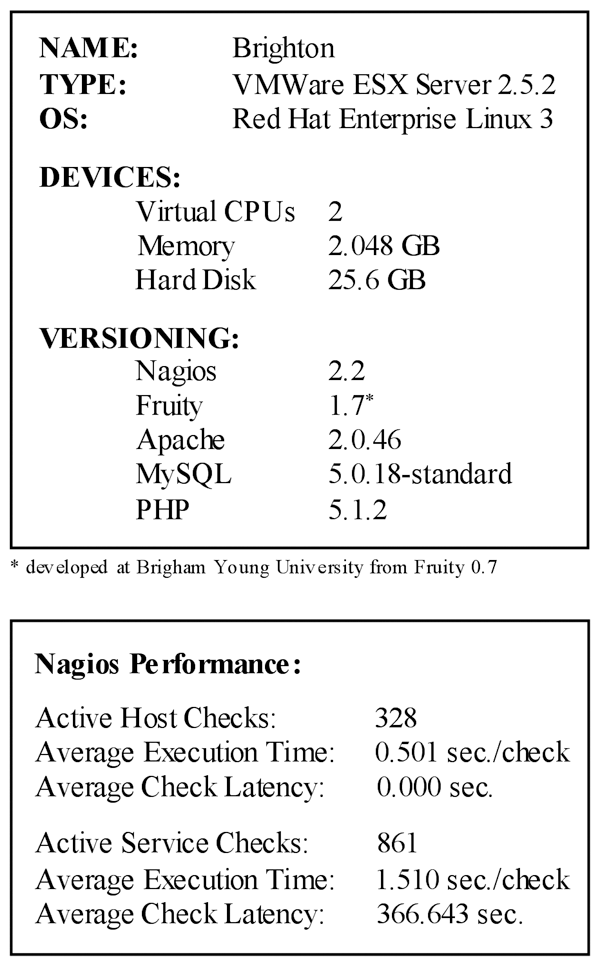 NAME: Brighton
TYPE: VMWare ESX Server 2.5.2
OS: Red Hat Enterprise Linux 3
DEVICES:
Virtual CPUs 2
Memory 2.048 GB
Hard Disk 25.6 GB
VERSIONING:
Nagios 2.2
Fruity 1.7*
Apache 2.0.46
MySQL 5.0.18-standard
PHP 5.1.2
* developed at Brigham Young University from Fruity 0.7
Nagios Performance:
Active Host Checks: 328
Average Execution Time: 0.501 sec./check
Average Check Latency: 0.000 sec.
Active Service Checks: 861
Average Execution Time: 1.510 sec./check
Average Check Latency: 366.643 sec.